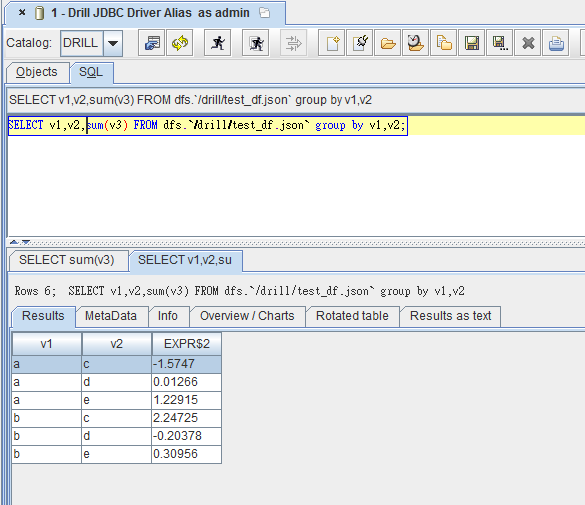 1 - Drill JDBC Driver Alias  as admin
Catalog: DRILL
Objects SQL
SELECT v1,v2,sum(v3) FROM dfs.`/drill/test_df.json` group by v1,v2
SELECT v1,v2,sum(v3) FROM dfs.`/drill/test_df.json` group by v1,v2;
SELECT sum(v3) SELECT v1,v2,su
Rows 6;  SELECT v1,v2,sum(v3) FROM dfs.`/drill/test_df.json` group by v1,v2
Results MetaData Info Overview / Charts Rotated table Results as text
v1 v2 EXPR$2
a c -1.5747
a d 0.01266
a e 1.22915
b c 2.24725
b d -0.20378
b e 0.30956